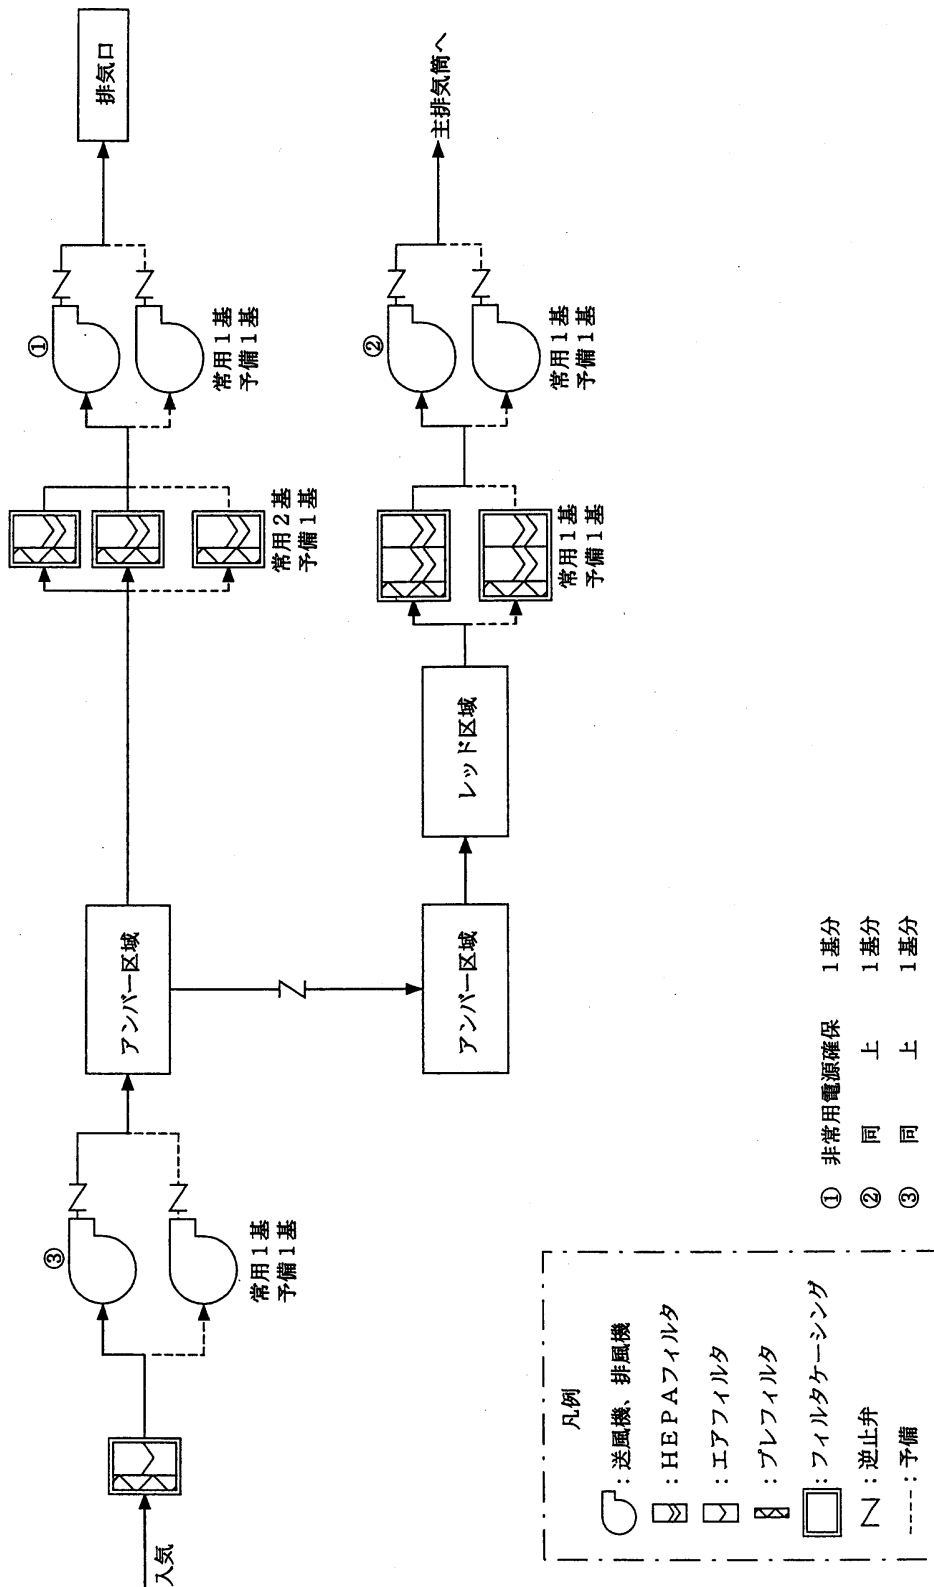 入気
③
常用1基
予備1基
アンバー区域
アンバー区域
レッド区域
常用2基
予備1基
常用1基
予備1基
①
常用1基
予備1基
②
常用1基
予備1基
排気口
主排気筒へ
凡例
：送風機、排風機
：HEPAフィルタ
：エアフィルタ
：プレフィルタ
：フィルタケーシング
：逆止弁
：予備
① 非常用電源確保 1基分
② 同 上 1基分
③ 同 上 1基分